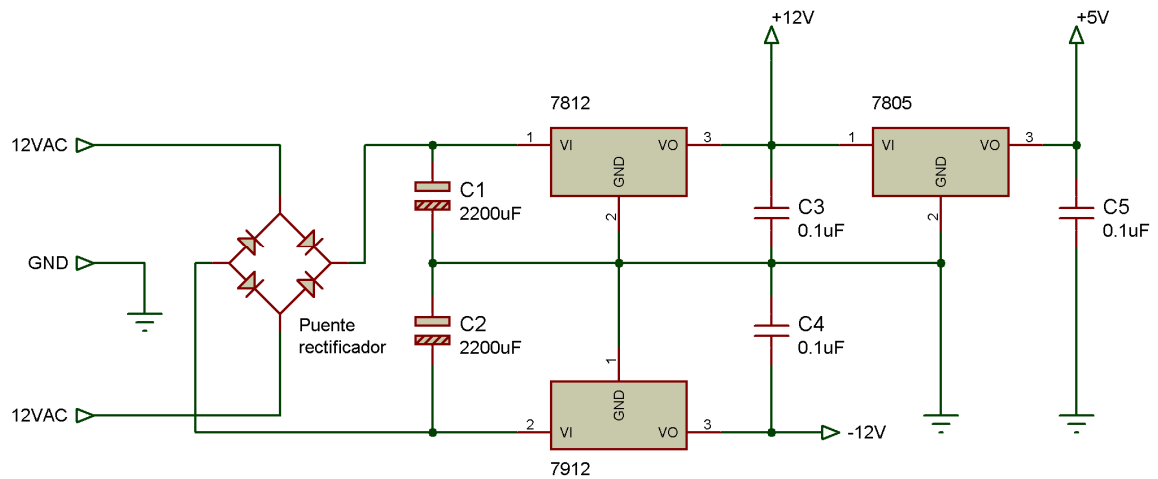 +12V
+5V
7812
7805
12VAC
1
VI
VO
3
1
VI
VO
3
GND
GND
C1
2200uF
2
C3
0.1uF
2
C5
0.1uF
GND
Puente
rectificador
C2
2200uF
C4
0.1uF
1
GND
12VAC
2
VI
VO
3
-12V
7912